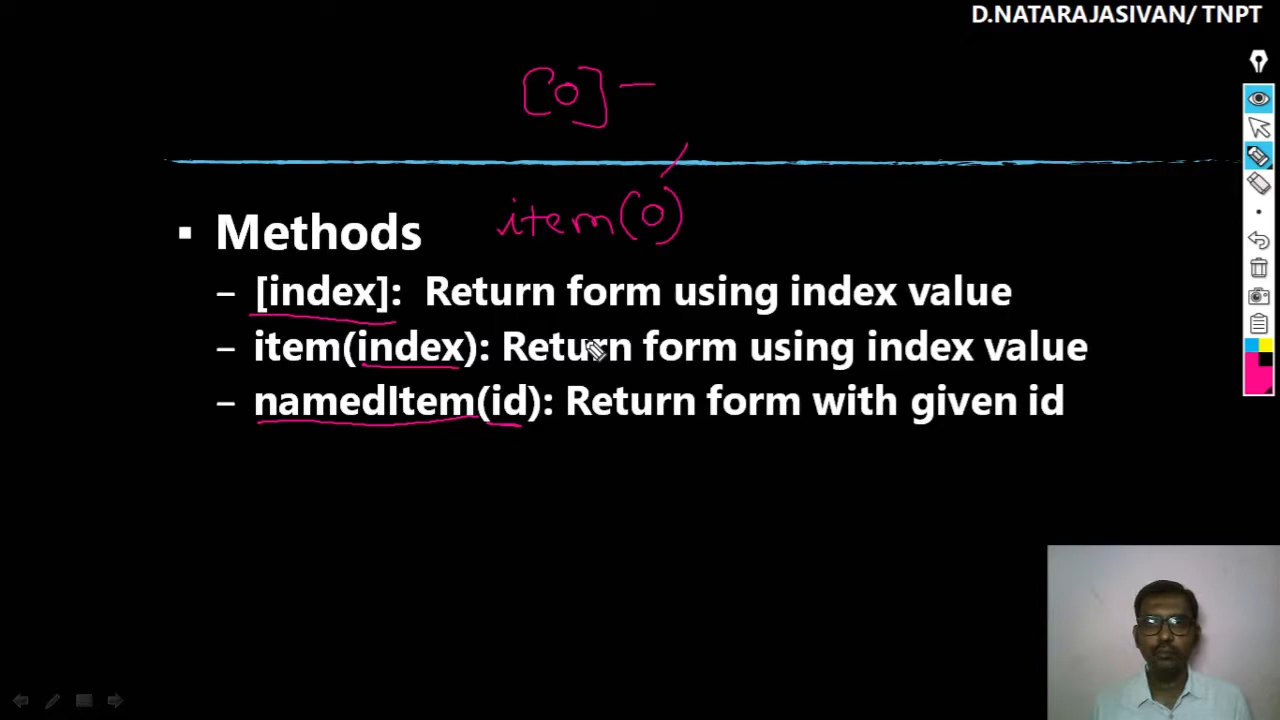 D.NATARAJASIVAN/ TNPT
[0] –
item(0)
▪ Methods
– [index]: Return form using index value
– item(index): Return form using index value
– namedItem(id): Return form with given id